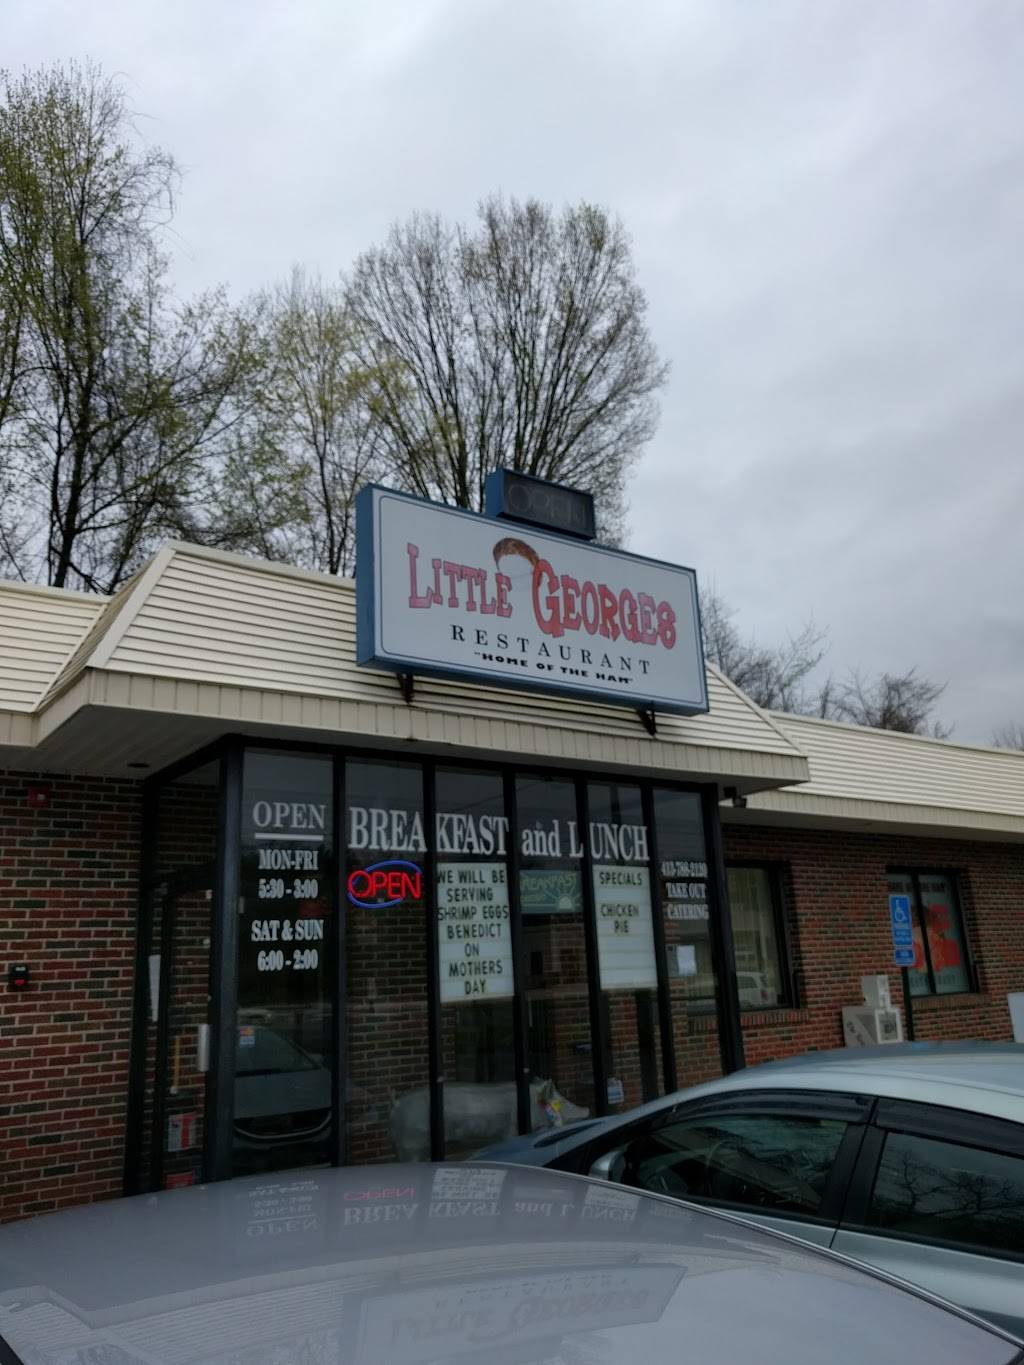 OPEN
LITTLE GEORGES
RESTAURANT
"HOME OF THE HAM"
OPEN
MON-FRI
5:30 - 3:00
SAT & SUN
6:00 - 2:00
BREAKFAST and LUNCH
OPEN
WE WILL BE
SERVING
SHRIMP EGGS
BENEDICT
ON
MOTHERS
DAY
BREAKFAST
SPECIALS
CHICKEN
PIE
TAKE OUT
CATERING